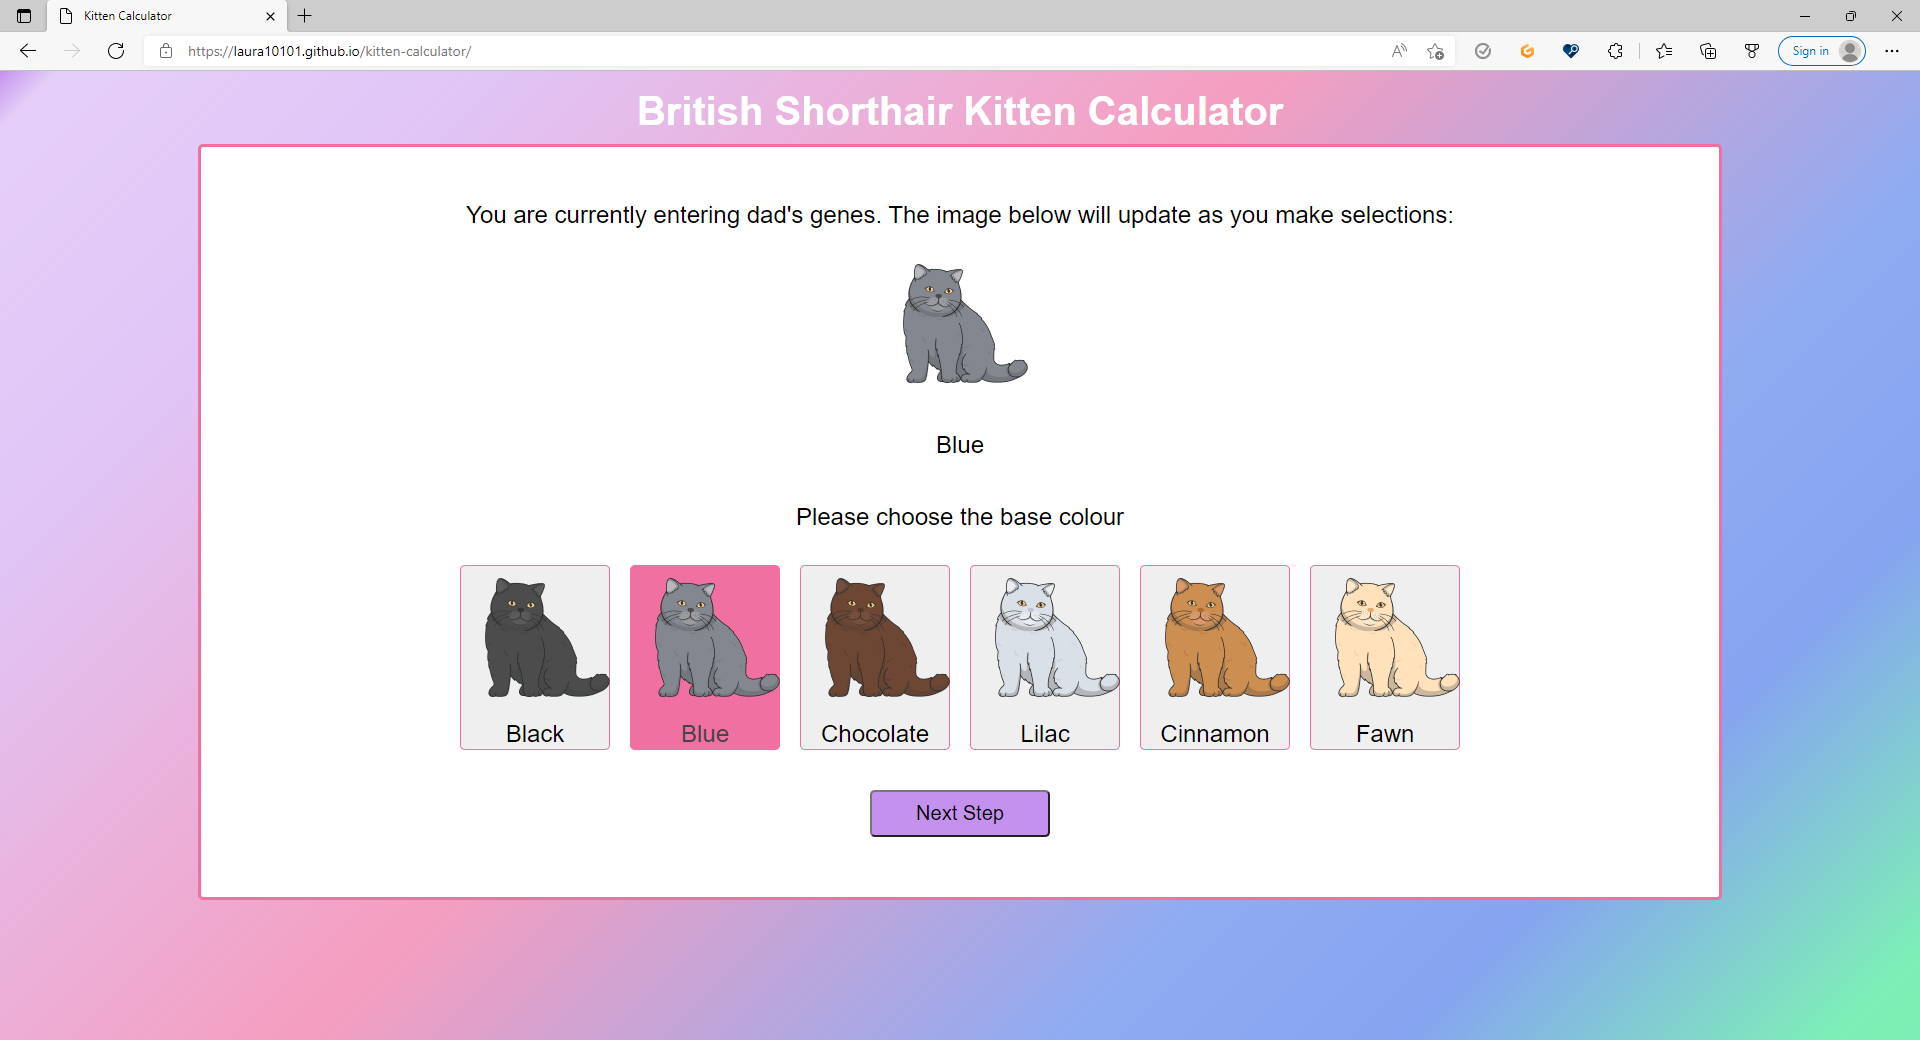 Kitten Calculator
https://laura10101.github.io/kitten-calculator/
Sign in
British Shorthair Kitten Calculator
You are currently entering dad's genes. The image below will update as you make selections:
Blue
Please choose the base colour
Black
Blue
Chocolate
Lilac
Cinnamon
Fawn
Next Step